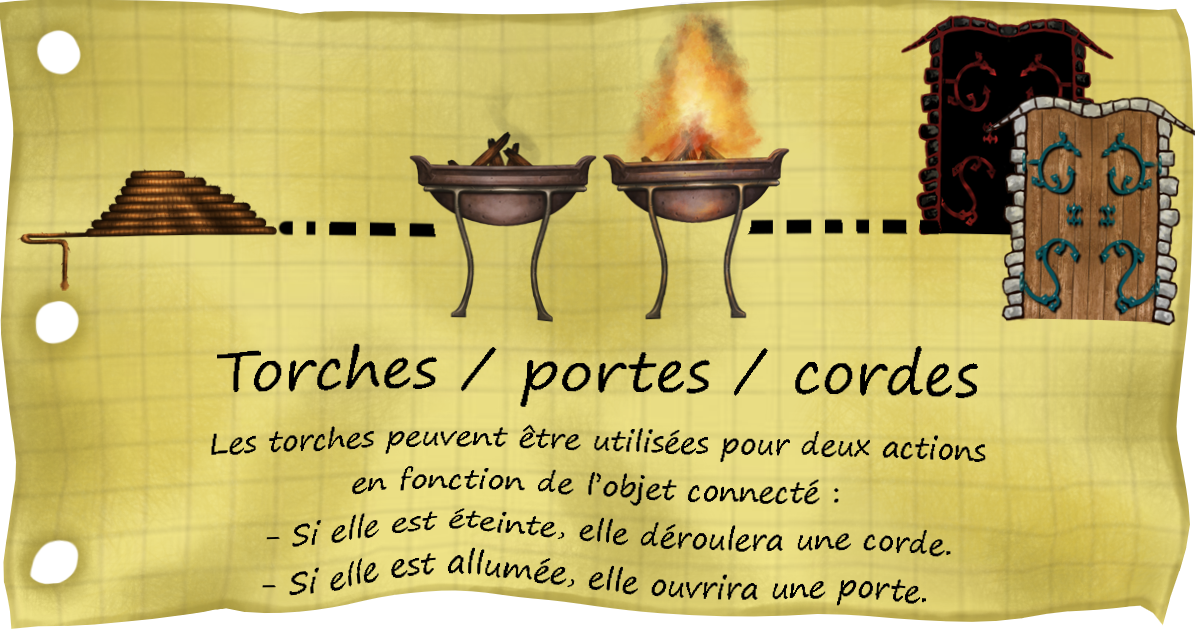 Torches / portes / cordes
Les torches peuvent être utilisées pour deux actions
en fonction de l'objet connecté :
- Si elle est éteinte, elle déroulera une corde.
- Si elle est allumée, elle ouvrira une porte.